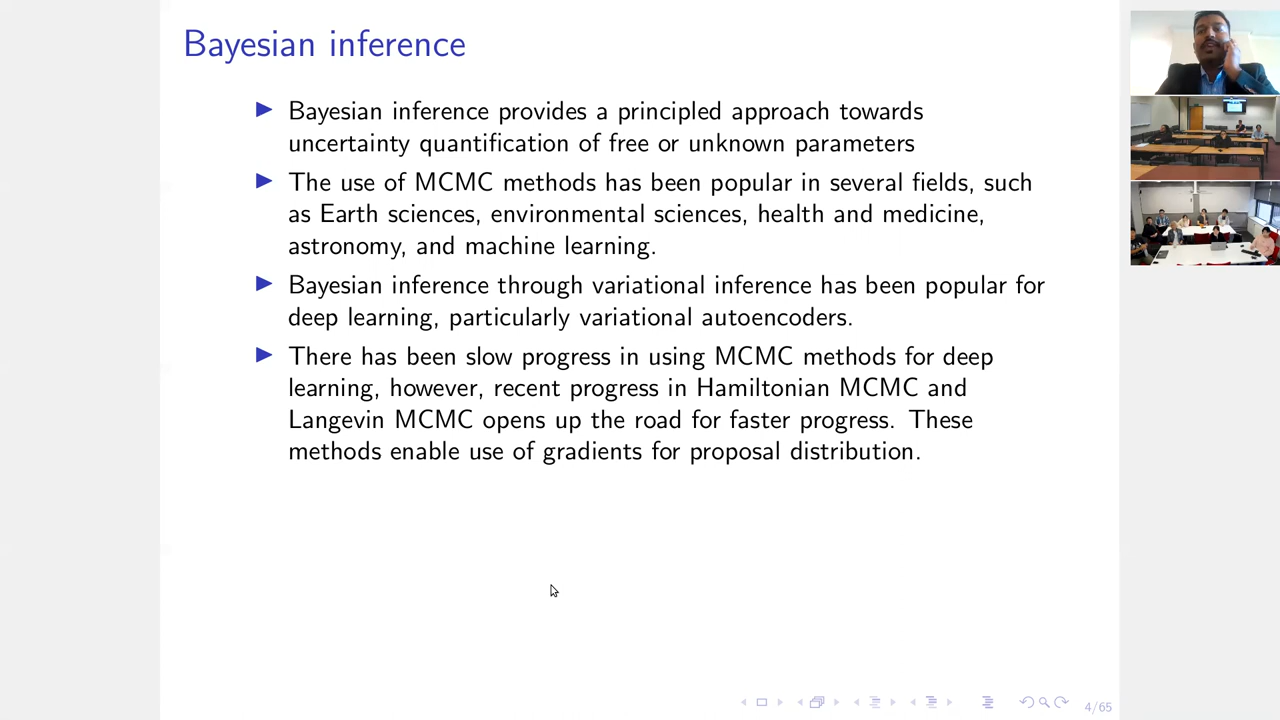 Bayesian inference
Bayesian inference provides a principled approach towards
uncertainty quantification of free or unknown parameters
The use of MCMC methods has been popular in several fields, such
as Earth sciences, environmental sciences, health and medicine,
astronomy, and machine learning.
Bayesian inference through variational inference has been popular for
deep learning, particularly variational autoencoders.
There has been slow progress in using MCMC methods for deep
learning, however, recent progress in Hamiltonian MCMC and
Langevin MCMC opens up the road for faster progress. These
methods enable use of gradients for proposal distribution.
4/65